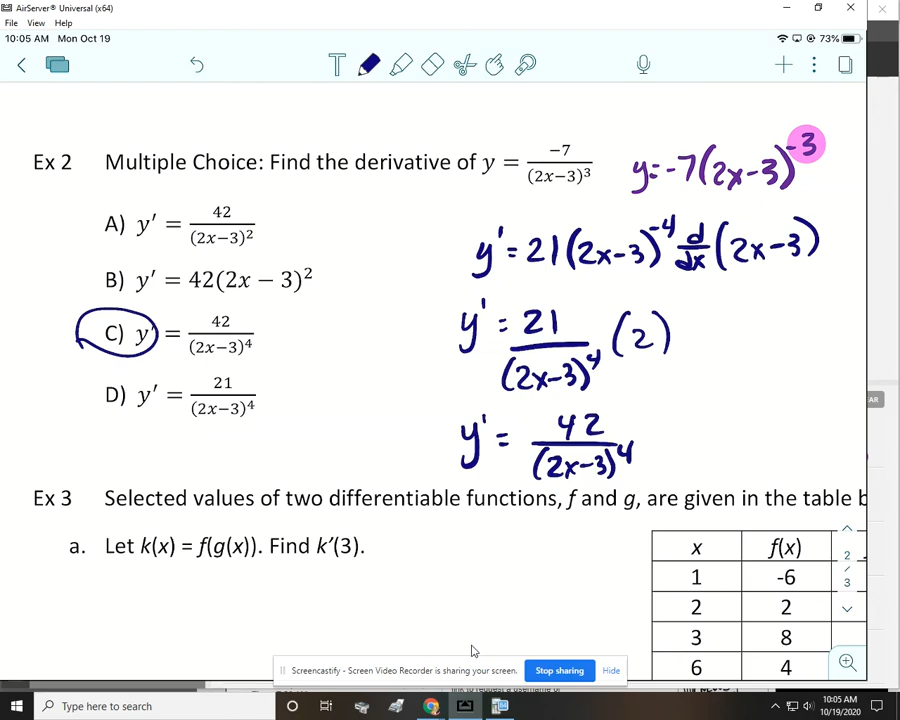 AirServer® Universal (x64)
File View Help
10:05 AM Mon Oct 19
73%
Ex 2 Multiple Choice: Find the derivative of y = -7/(2x−3)³
y = -7(2x-3)^-3
A) y′ = 42/(2x−3)²
y' = 21(2x-3)^-4 d/dx (2x-3)
B) y′ = 42(2x − 3)²
C) y′ = 42/(2x−3)⁴
y' = 21/(2x-3)^4 (2)
D) y′ = 21/(2x−3)⁴
y' = 42/(2x-3)^4
Ex 3 Selected values of two differentiable functions, f and g, are given in the table b
a. Let k(x) = f(g(x)). Find k′(3).
x f(x)
1 -6
2 2
3 8
6 4
2
/
3
AR
Screencastify - Screen Video Recorder is sharing your screen. Stop sharing Hide
Type here to search
10:05 AM
10/19/2020